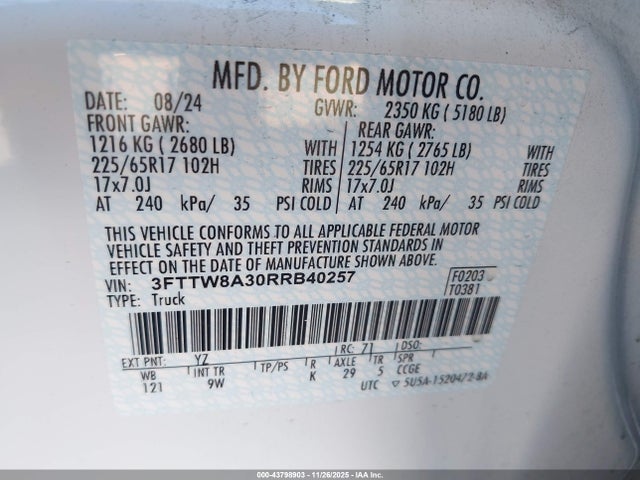 MFD. BY FORD MOTOR CO.
DATE: 08/24 GVWR: 2350 KG ( 5180 LB)
FRONT GAWR: REAR GAWR:
1216 KG ( 2680 LB) WITH 1254 KG ( 2765 LB) WITH
225/65R17 102H TIRES 225/65R17 102H TIRES
17x7.0J RIMS 17x7.0J RIMS
AT 240 kPa/ 35 PSI COLD AT 240 kPa/ 35 PSI COLD
THIS VEHICLE CONFORMS TO ALL APPLICABLE FEDERAL MOTOR
VEHICLE SAFETY AND THEFT PREVENTION STANDARDS IN
EFFECT ON THE DATE OF MANUFACTURE SHOWN ABOVE.
VIN: 3FTTW8A30RRB40257 F0203
TYPE: Truck T0381
EXT PNT: YZ RC: 71 DSO:
WB INT TR TP/PS R AXLE TR SPR
121 9W K 29 5 CCGE
UTC ▽ 5U5A-1520472-BA
000-43798903 - 11/26/2025 - IAAI, Inc.